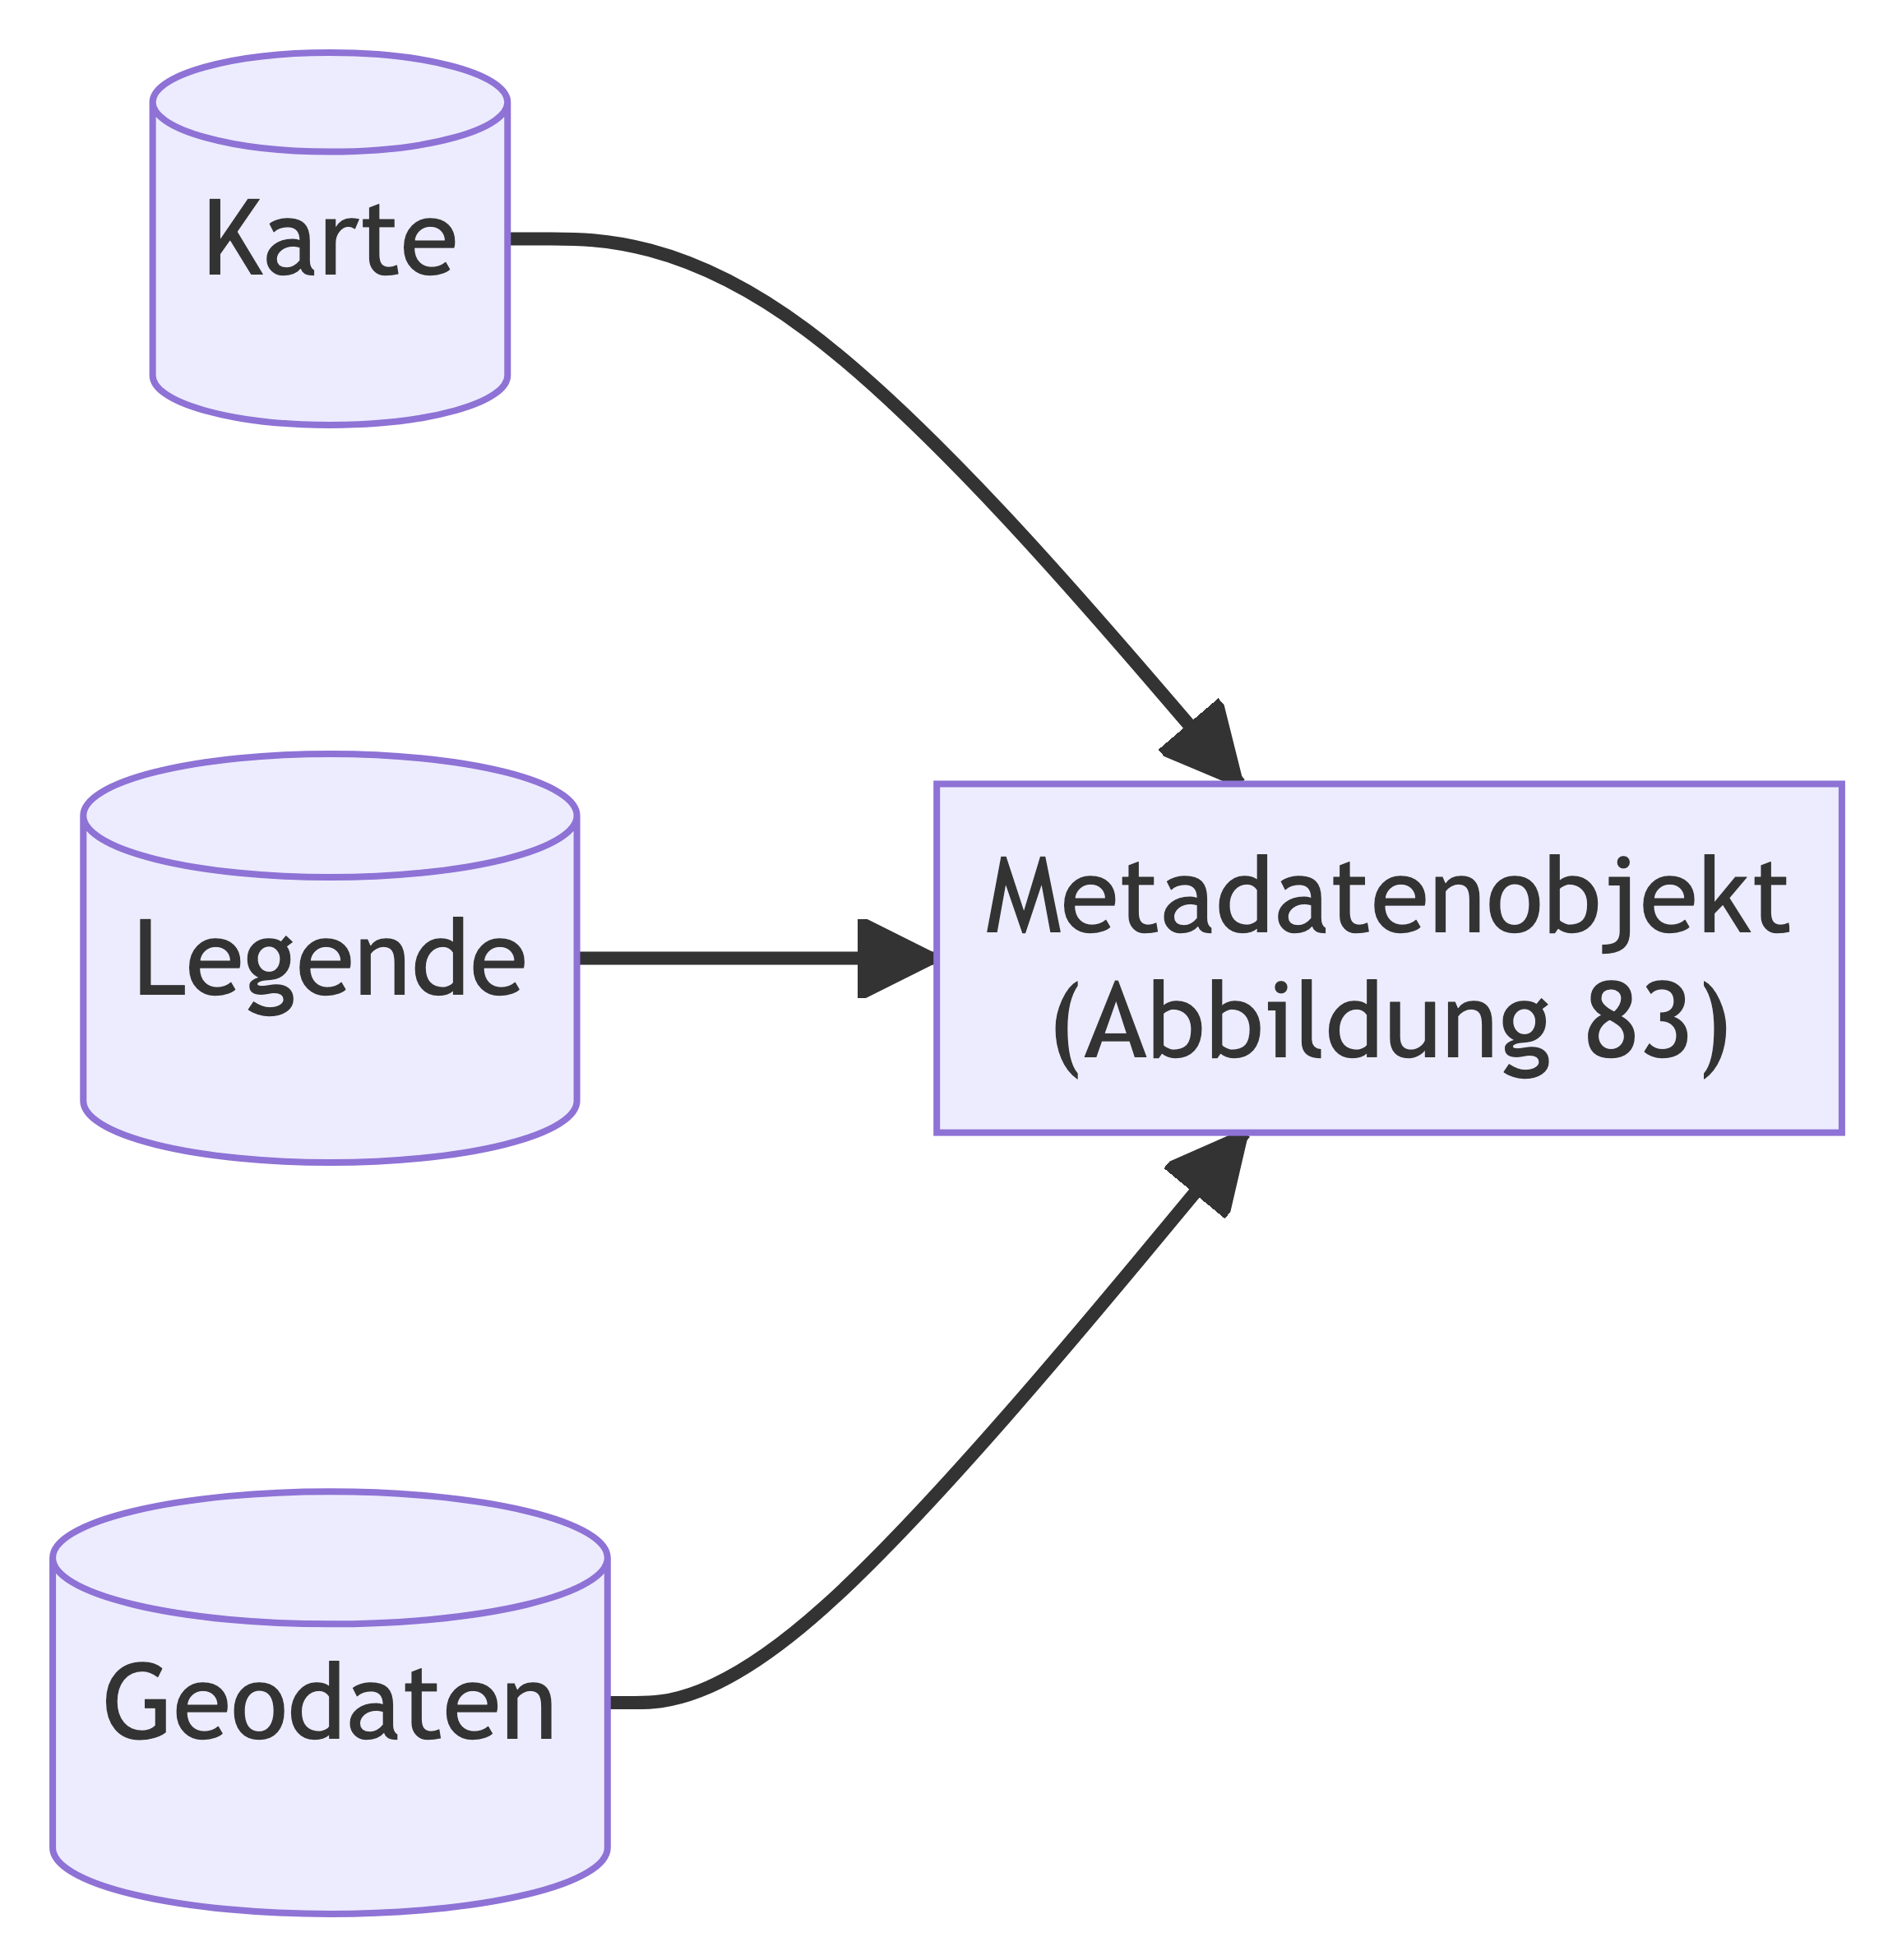 Karte
Legende
Metadatenobjekt
(Abbildung 83)
Geodaten